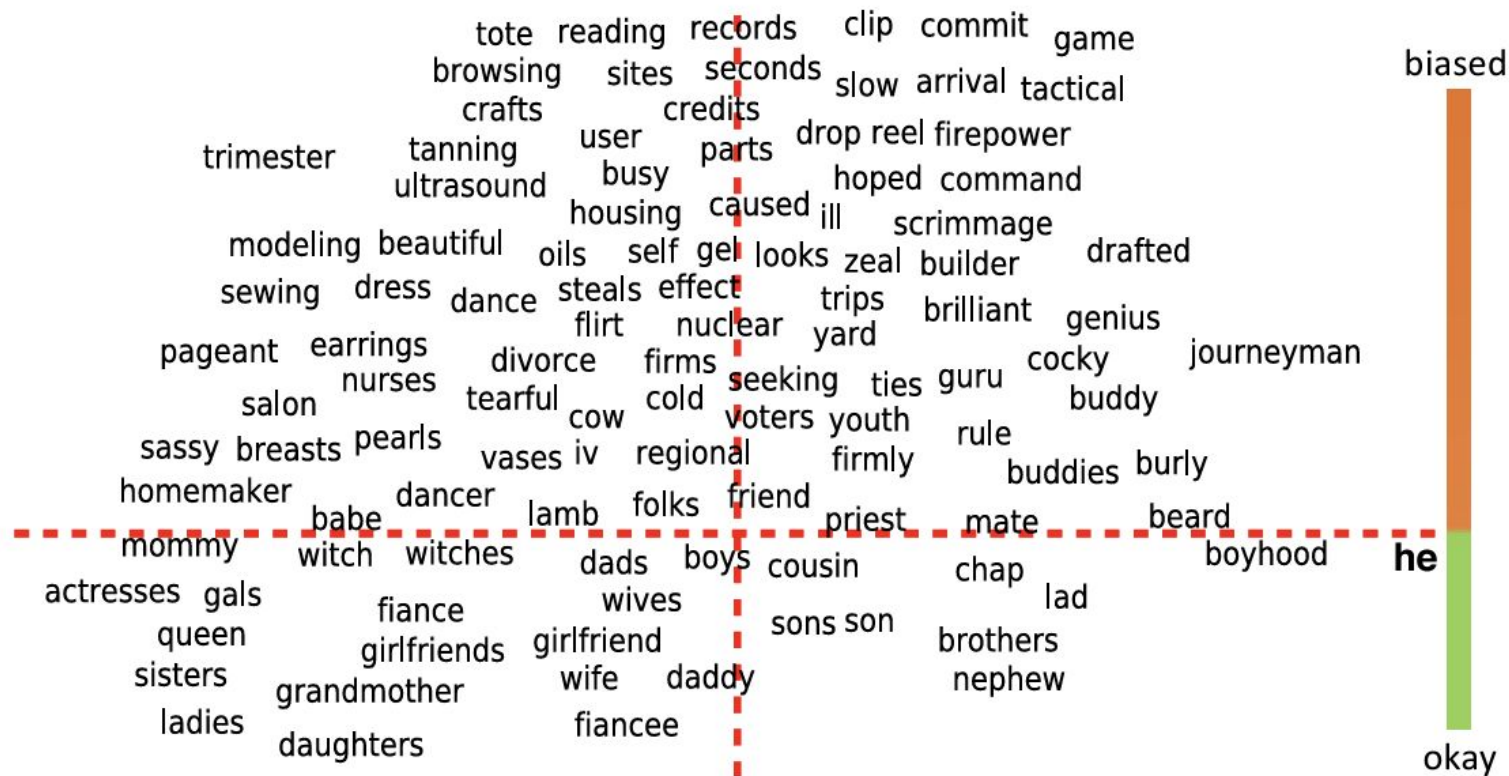 tote reading records clip commit game
biased
browsing sites seconds slow arrival tactical
crafts credits
trimester tanning user parts drop reel firepower
ultrasound busy hoped command
housing caused ill scrimmage
modeling beautiful oils self gel looks zeal builder drafted
sewing dress dance steals effect trips brilliant genius
flirt nuclear yard
pageant earrings divorce firms cocky journeyman
nurses tearful cold seeking ties guru buddy
salon cow voters youth rule
sassy breasts pearls vases iv regional firmly buddies burly
homemaker dancer lamb folks friend
babe priest mate beard
mommy witch witches dads boys cousin chap boyhood he
actresses gals fiance wives lad
queen girlfriends girlfriend sons son brothers
sisters grandmother wife daddy nephew
ladies daughters fiancee
okay